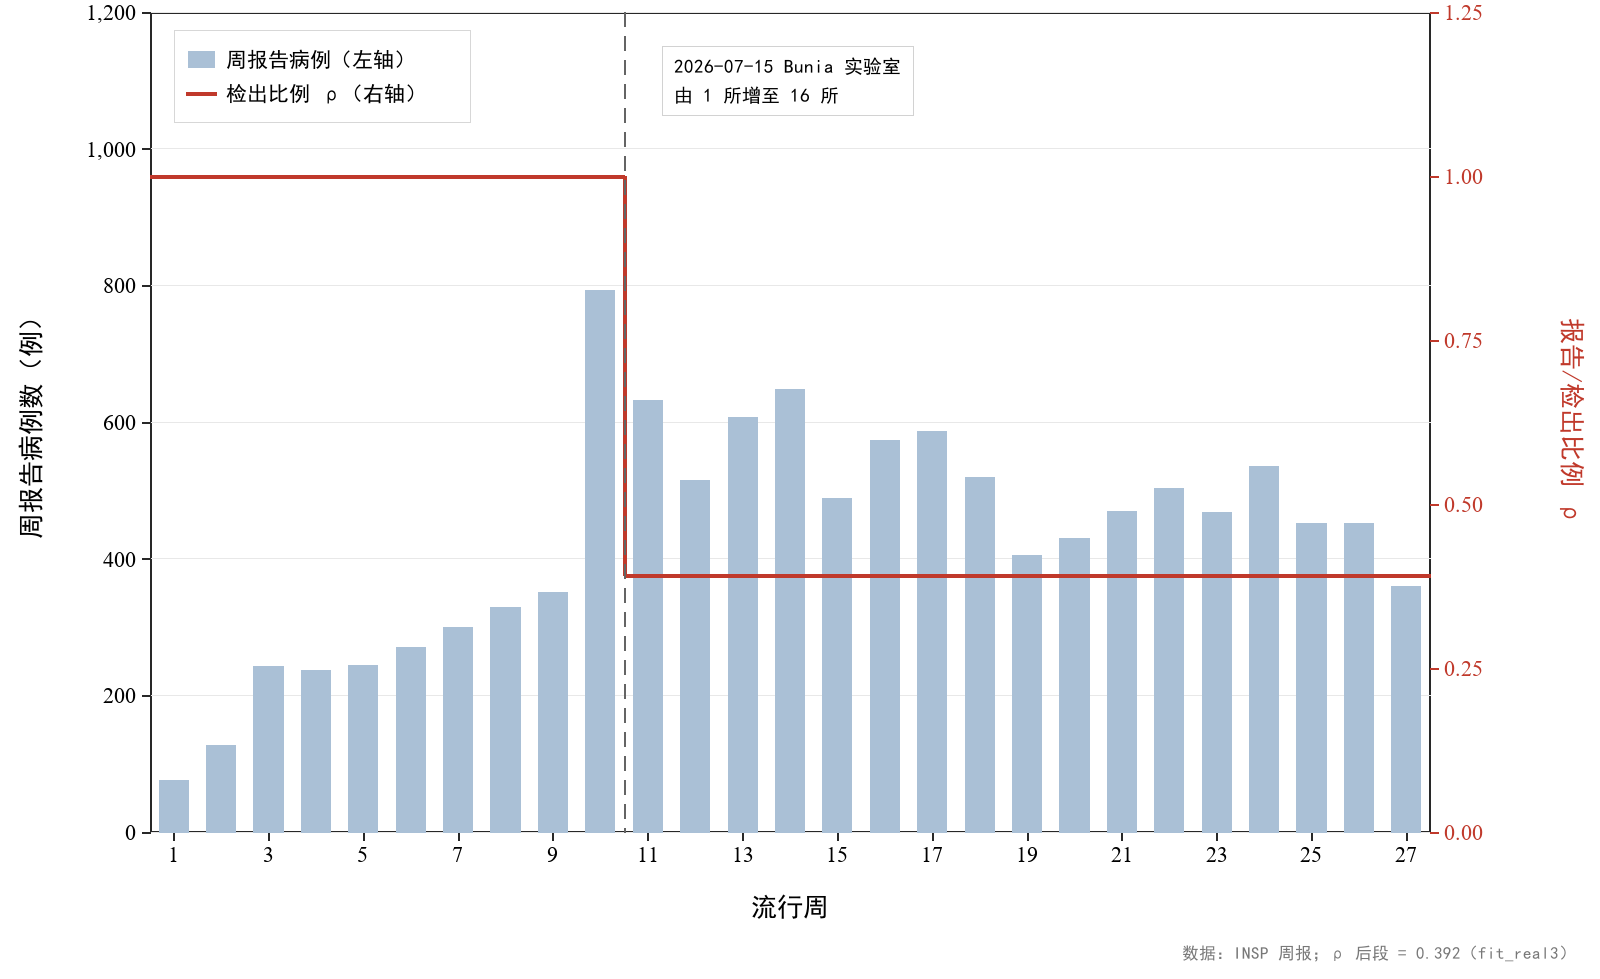 1,200
1,000
800
600
400
200
0
周报告病例数（例）
周报告病例（左轴）
检出比例 ρ（右轴）
2026-07-15 Bunia 实验室
由 1 所增至 16 所
1.25
1.00
0.75
0.50
0.25
0.00
报告/检出比例 ρ
1 3 5 7 9 11 13 15 17 19 21 23 25 27
流行周
数据：INSP 周报；ρ 后段 = 0.392（fit_real3）